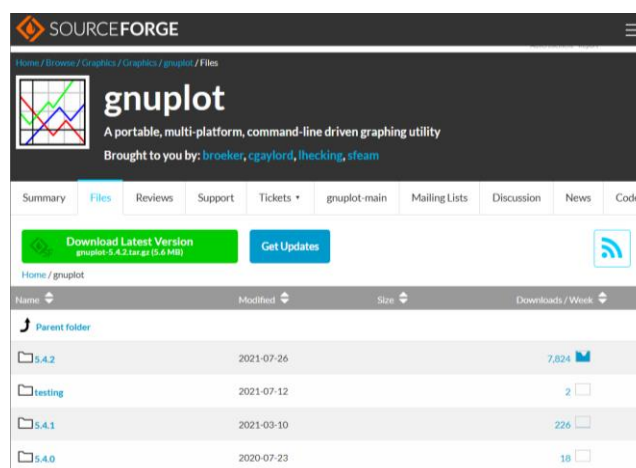 SOURCEFORGE
Home / Browse / Graphics / Graphics / gnuplot / Files
gnuplot
A portable, multi-platform, command-line driven graphing utility
Brought to you by: broeker, cgaylord, lhecking, sfeam
Summary Files Reviews Support Tickets gnuplot-main Mailing Lists Discussion News Code
Download Latest Version Get Updates
gnuplot-5.4.2.tar.gz (5.6 MB)
Home / gnuplot
Name Modified Size Downloads / Week
Parent folder
5.4.2 2021-07-26 7,824
testing 2021-07-12 2
5.4.1 2021-03-10 226
5.4.0 2020-07-23 18